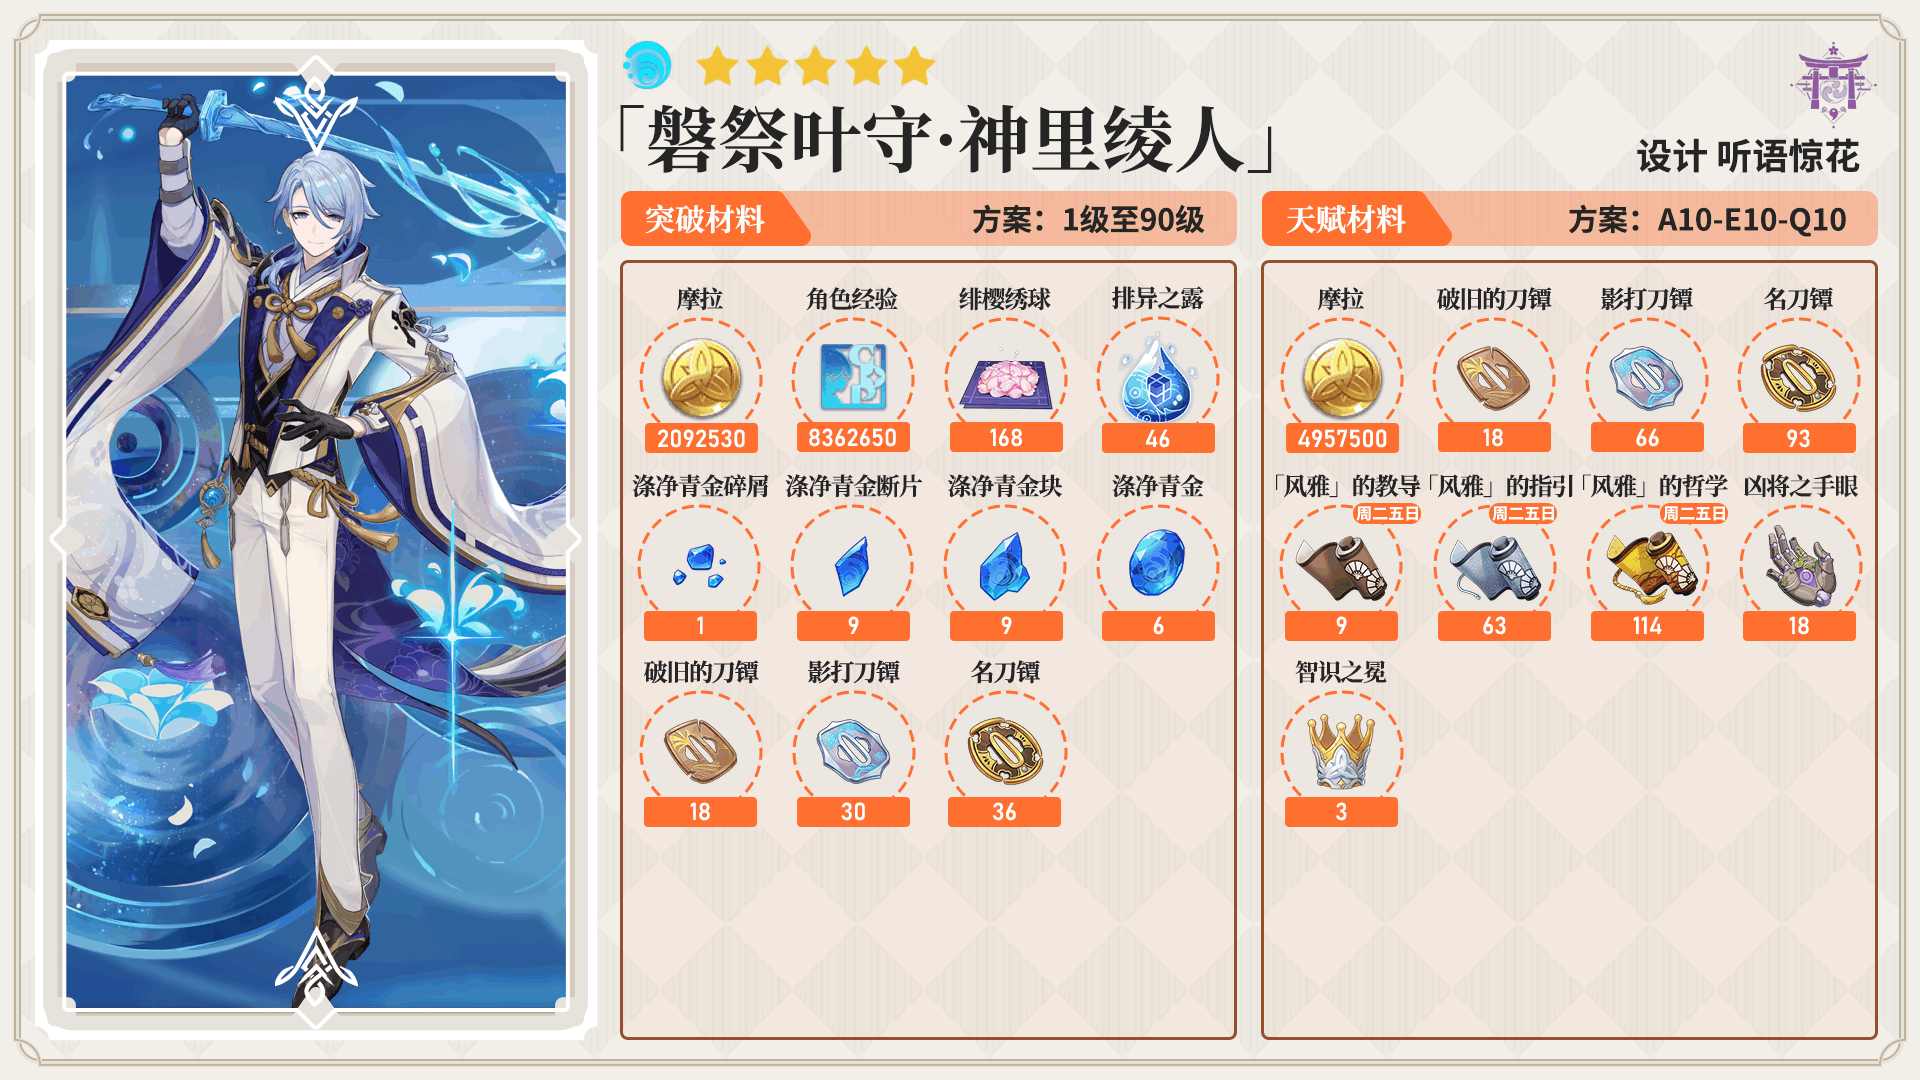 「磐祭叶守·神里绫人」
设计 听语惊花
突破材料
方案：1级至90级
摩拉
角色经验
绯樱绣球
排异之露
2092530
8362650
168
46
涤净青金碎屑
涤净青金断片
涤净青金块
涤净青金
1
9
9
6
破旧的刀镡
影打刀镡
名刀镡
18
30
36
天赋材料
方案：A10-E10-Q10
摩拉
破旧的刀镡
影打刀镡
名刀镡
4957500
18
66
93
「风雅」的教导
「风雅」的指引
「风雅」的哲学
凶将之手眼
周二五日
周二五日
周二五日
9
63
114
18
智识之冕
3